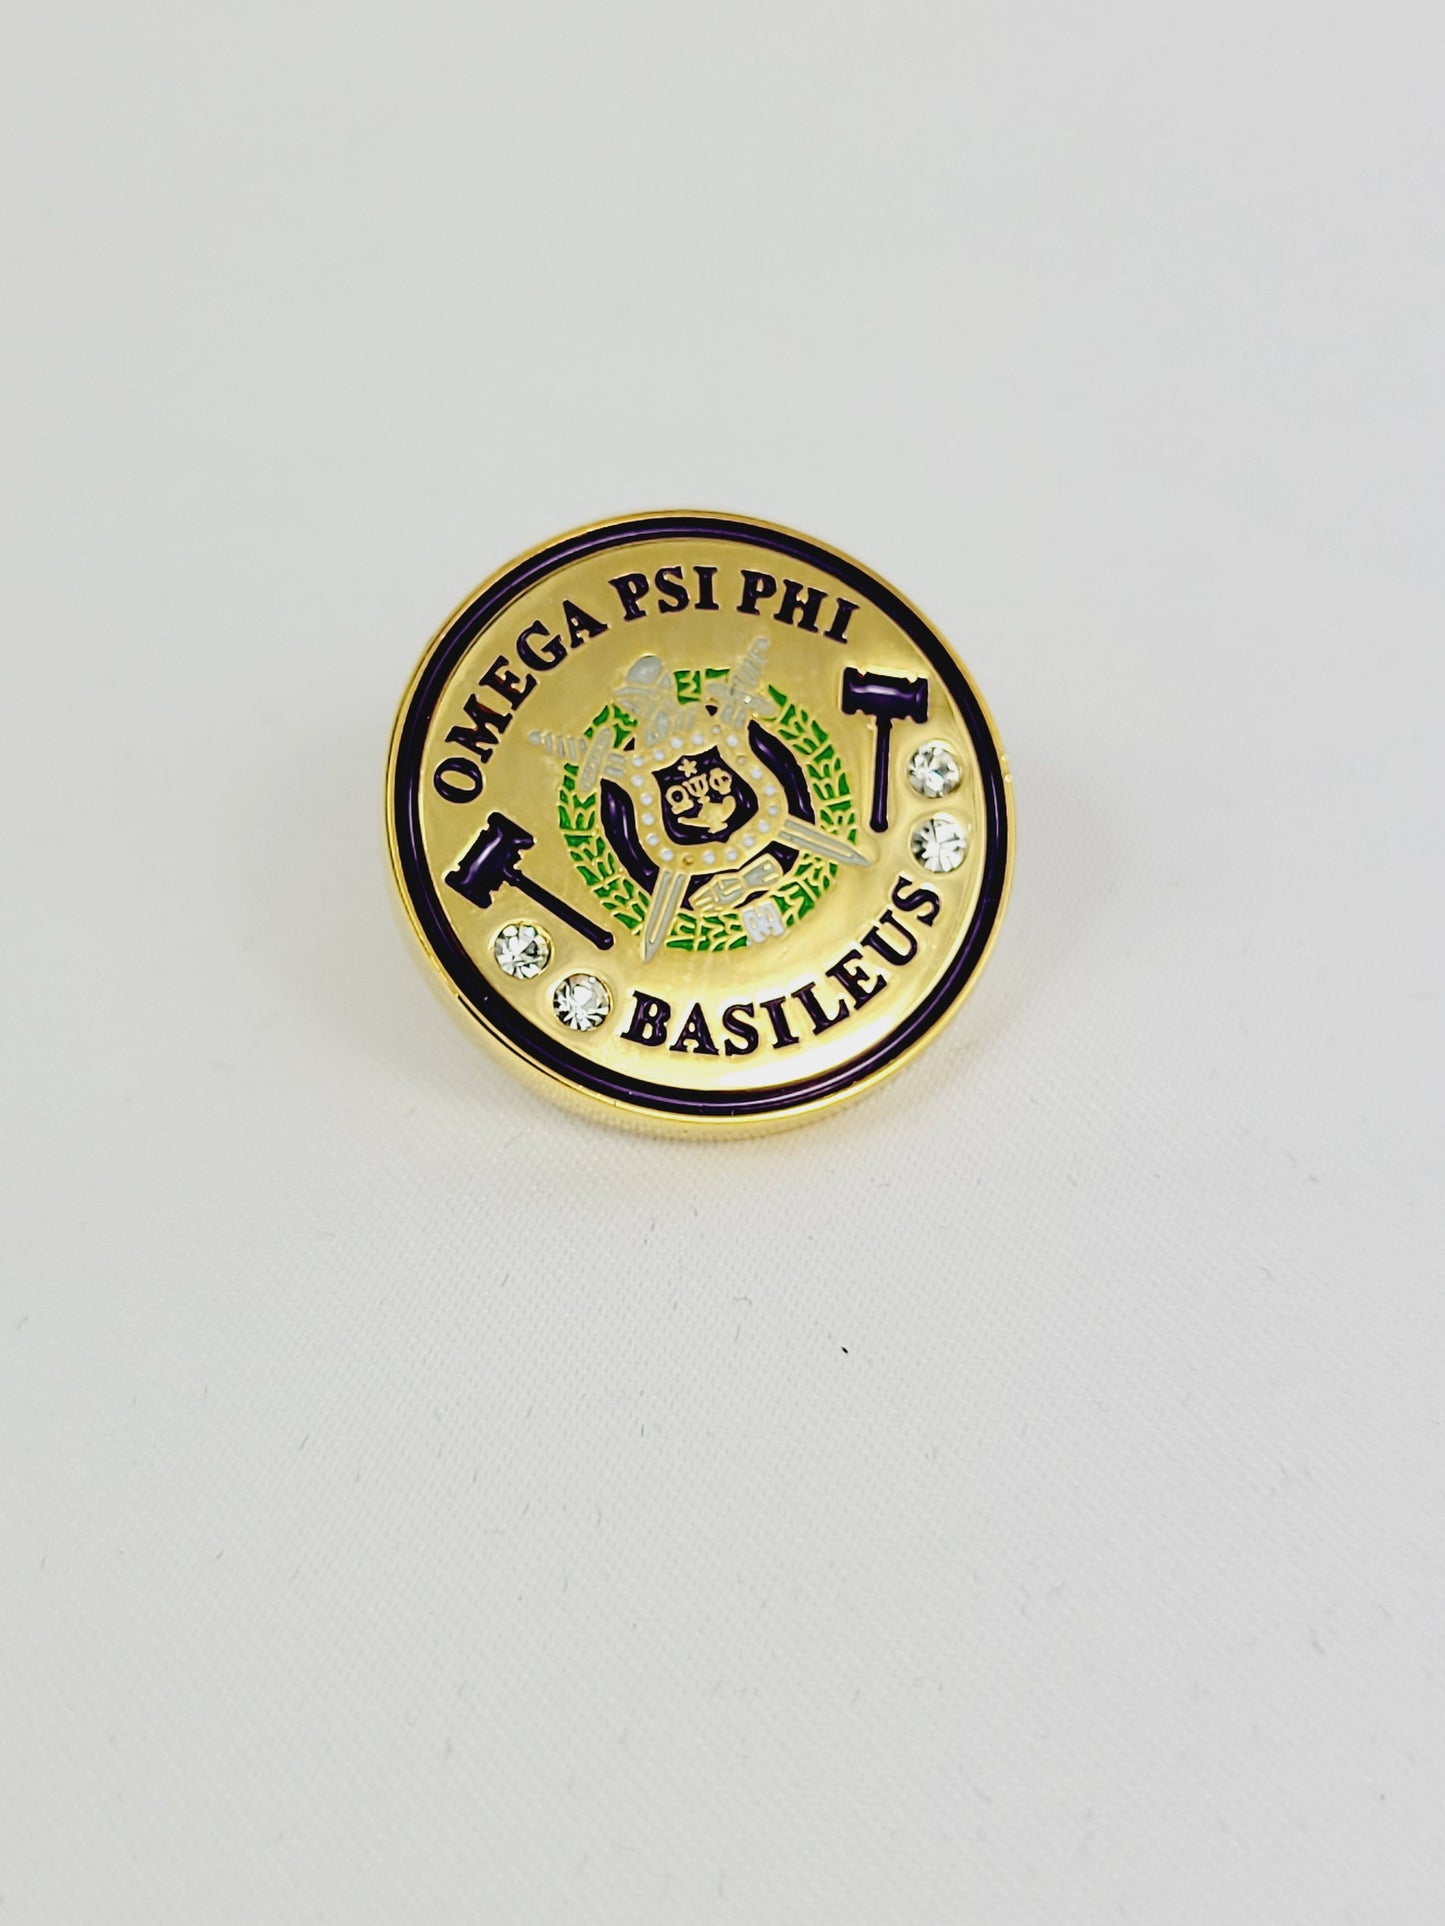 OMEGA PSI PHI
ΩΨΦ
BASILEUS